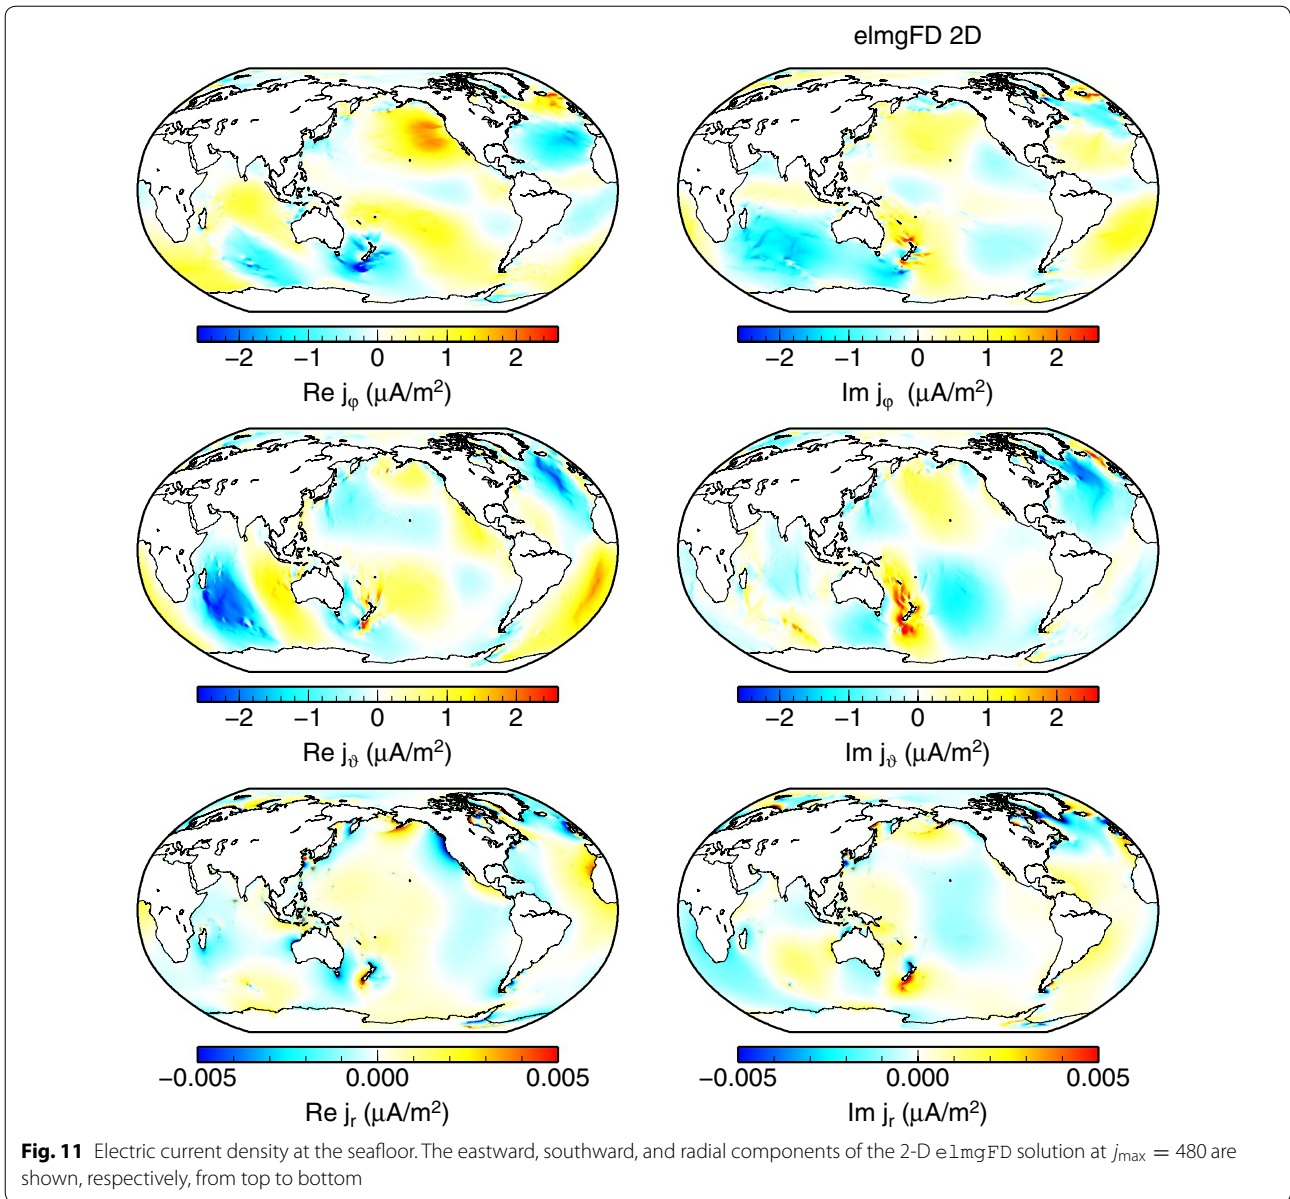 elmgFD 2D
−2 −1 0 1 2
Re jφ (μA/m²)
−2 −1 0 1 2
Im jφ (μA/m²)
−2 −1 0 1 2
Re jϑ (μA/m²)
−2 −1 0 1 2
Im jϑ (μA/m²)
−0.005 0.000 0.005
Re jr (μA/m²)
−0.005 0.000 0.005
Im jr (μA/m²)
Fig. 11 Electric current density at the seafloor. The eastward, southward, and radial components of the 2-D elmgFD solution at jmax = 480 are
shown, respectively, from top to bottom